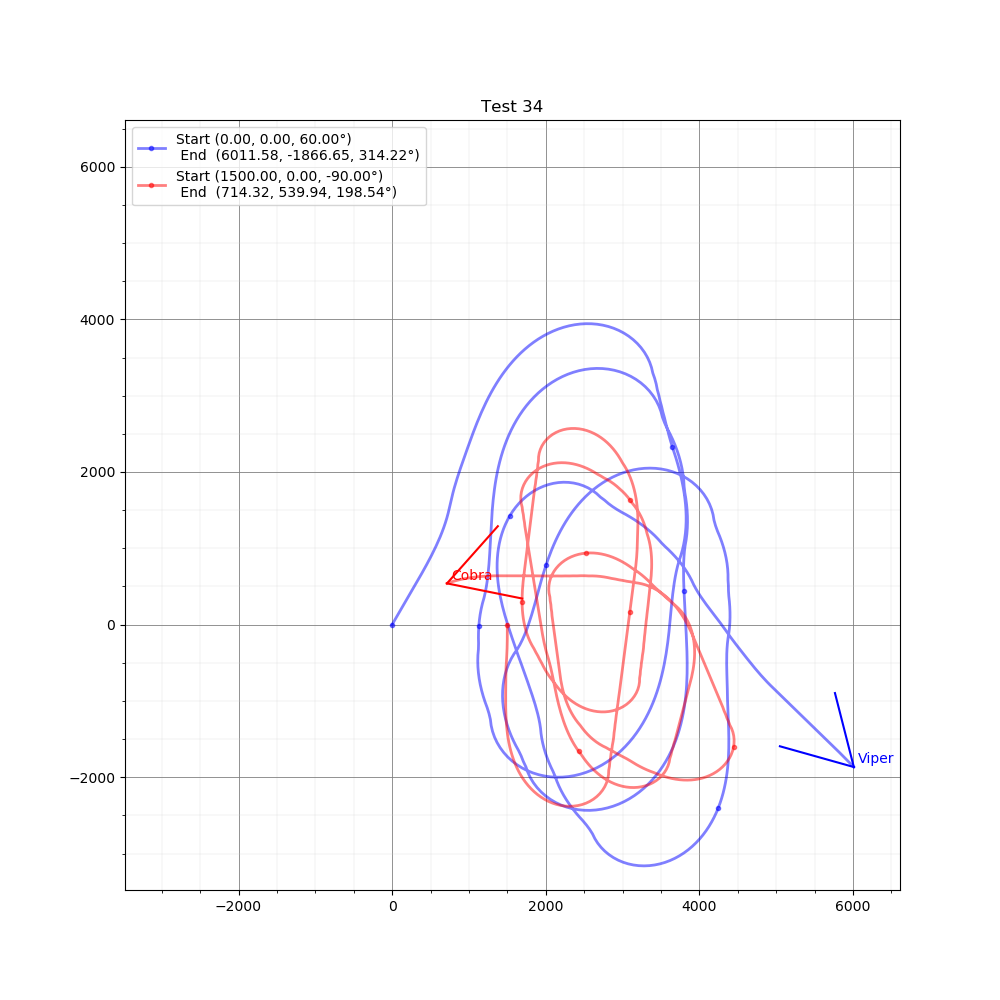 Test 34
Start (0.00, 0.00, 60.00°)
End  (6011.58, -1866.65, 314.22°)
Start (1500.00, 0.00, -90.00°)
End  (714.32, 539.94, 198.54°)
6000
4000
2000
0
−2000
Cobra
Viper
−2000
0
2000
4000
6000